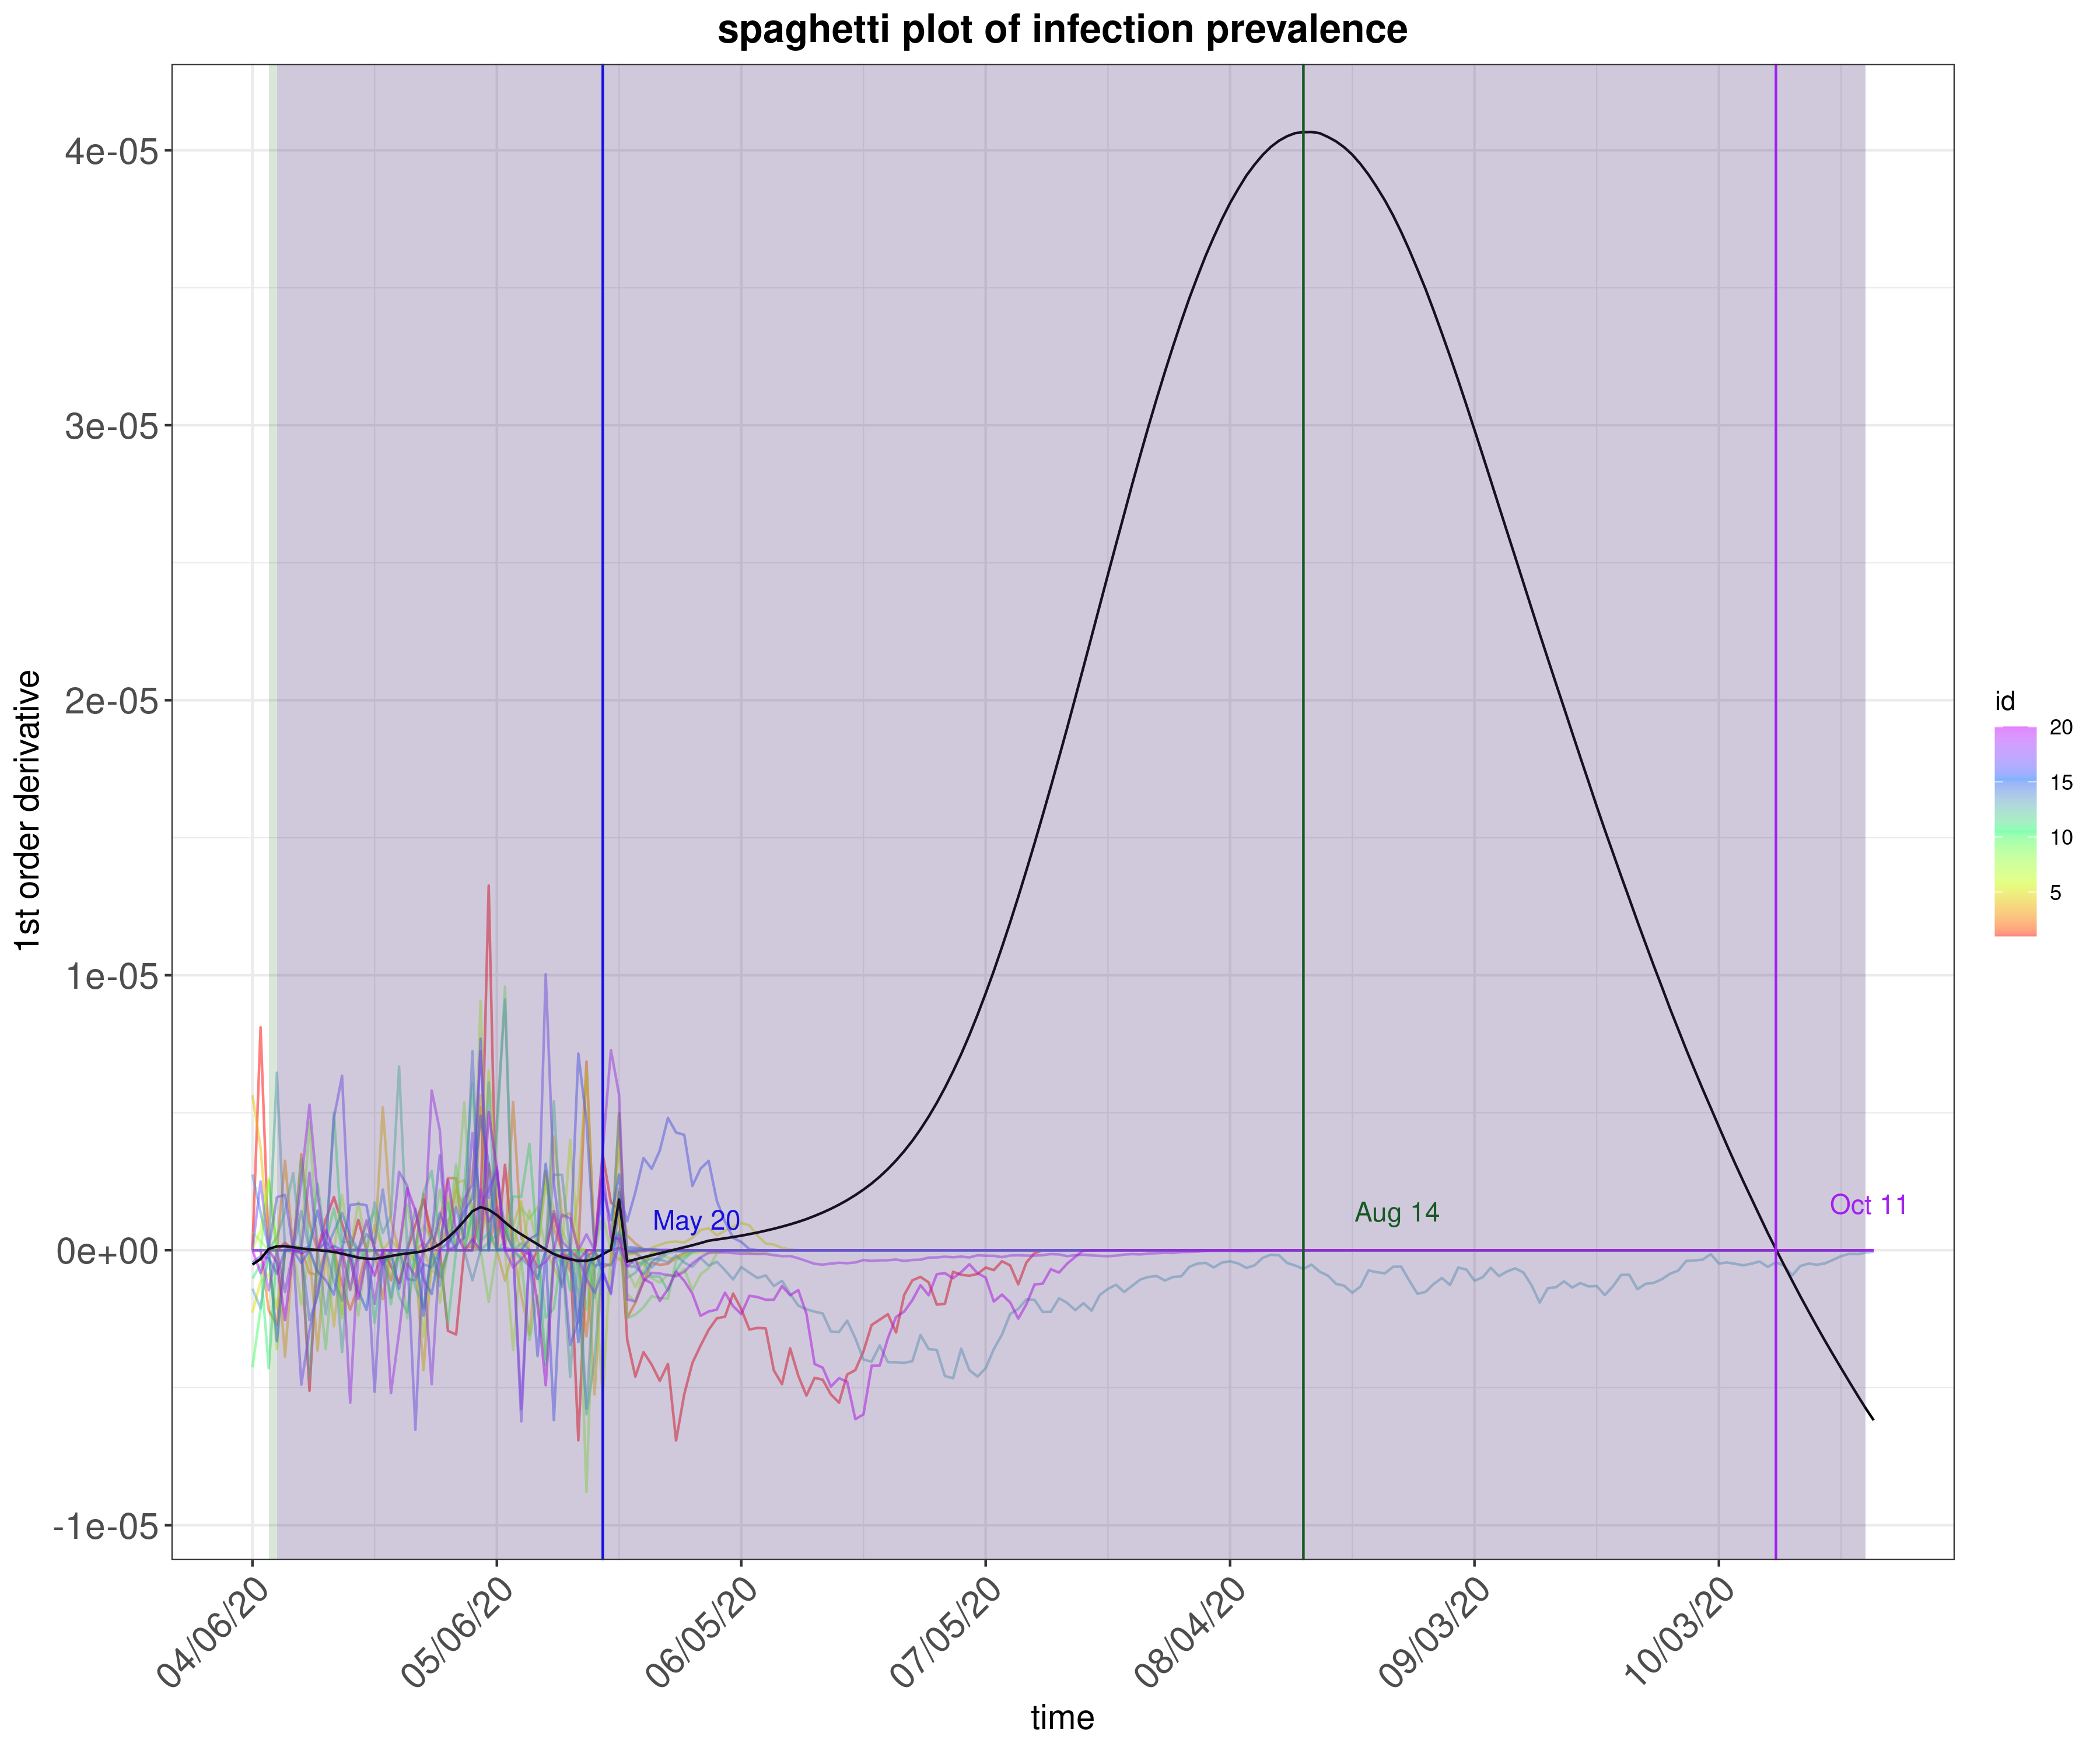 spaghetti plot of infection prevalence
1st order derivative
4e-05
3e-05
2e-05
1e-05
0e+00
-1e-05
May 20
Aug 14
Oct 11
id
20
15
10
5
04/06/20
05/06/20
06/05/20
07/05/20
08/04/20
09/03/20
10/03/20
time